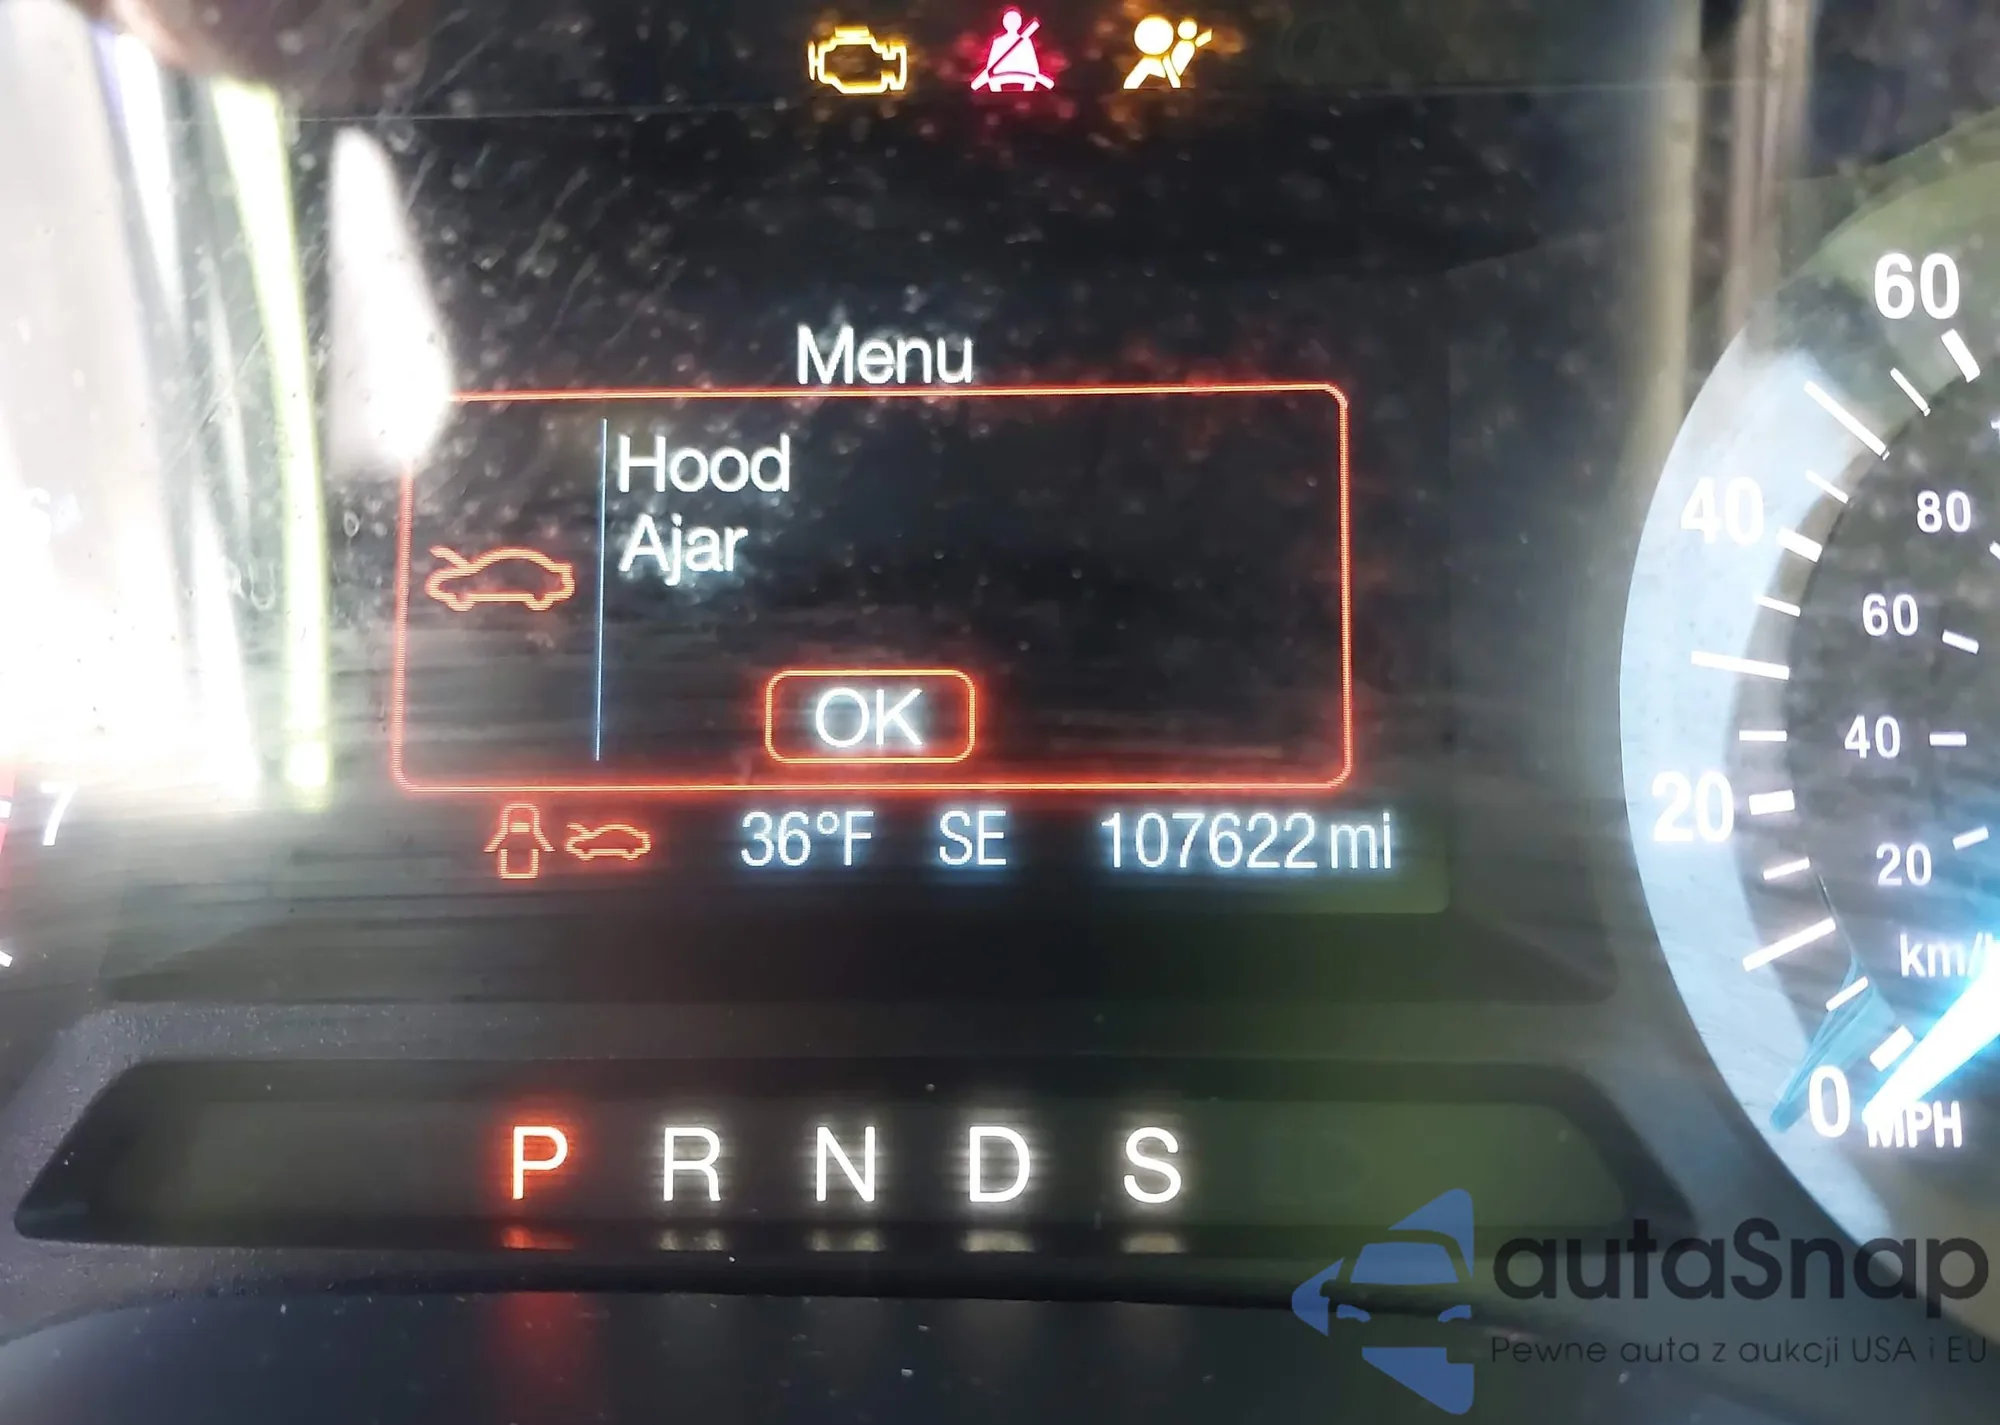 Menu
Hood
Ajar
OK
36°F SE 107622 mi
P R N D S
7
60
40
20
0
MPH
80
60
40
20
km/
autaSnap
Pewne auta z aukcji USA i EU